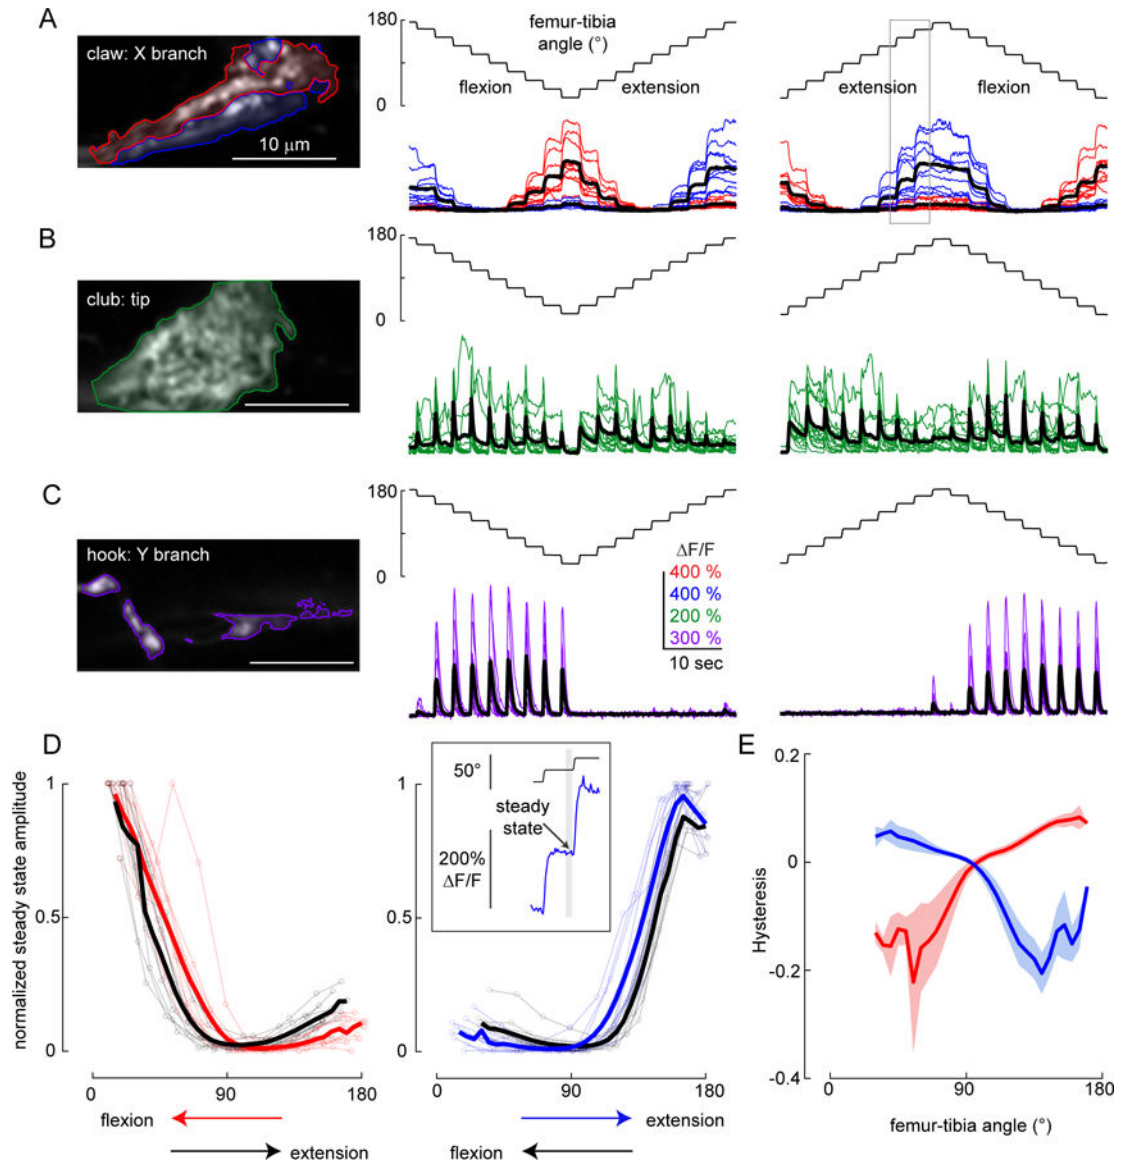 A
claw: X branch
10 μm
180
0
femur-tibia
angle (°)
flexion
extension
extension
flexion
B
club: tip
180
0
C
hook: Y branch
180
0
ΔF/F
400 %
400 %
200 %
300 %
10 sec
D
normalized steady state amplitude
1
0.5
0
0
90
180
flexion
extension
50°
steady
state
200%
ΔF/F
1
0.5
0
0
90
180
extension
flexion
E
Hysteresis
0.2
0
-0.2
-0.4
0
90
180
femur-tibia angle (°)